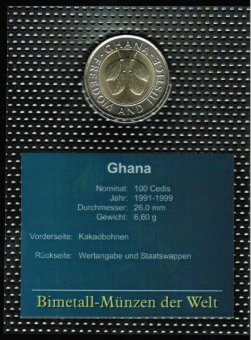 GHANA
FREEDOM AND JUSTICE
Ghana
Nominal: 100 Cedis
Jahr: 1991-1999
Durchmesser: 26,0 mm
Gewicht: 6,60 g
Vorderseite: Kakaobohnen
Rückseite: Wertangabe und Staatswappen
Bimetall-Münzen der Welt